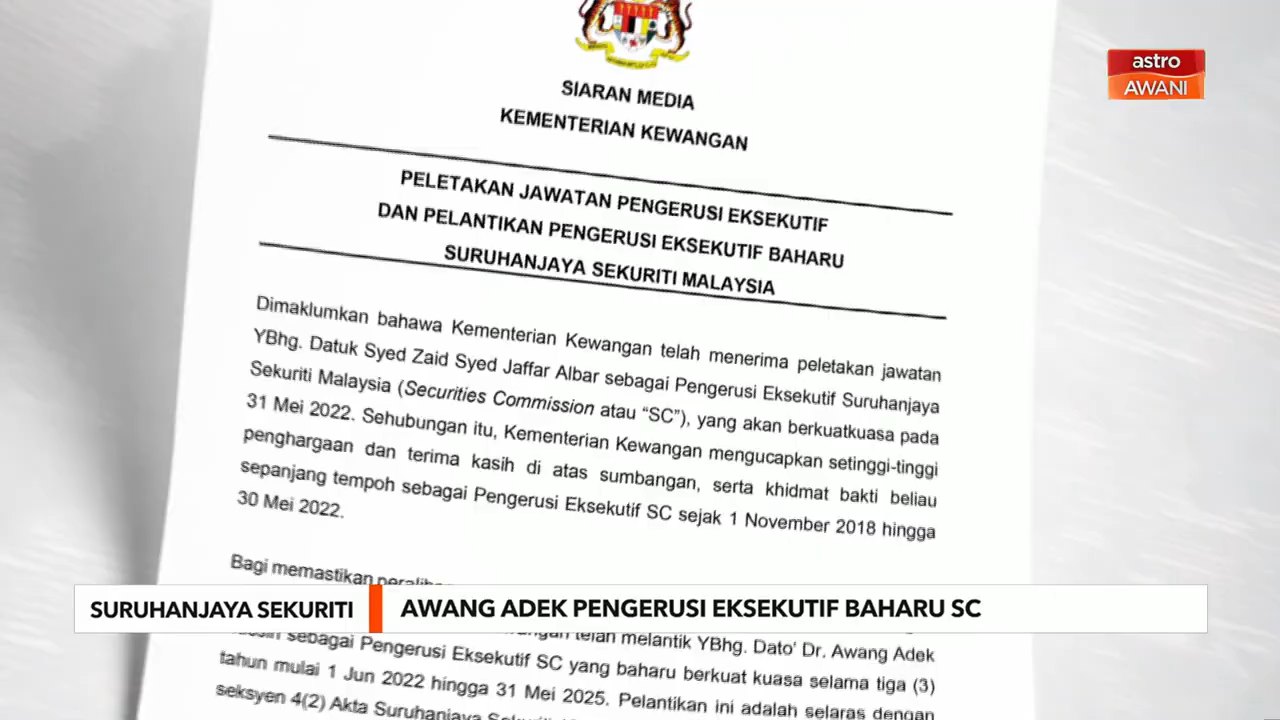 astro
AWANI
SIARAN MEDIA
KEMENTERIAN KEWANGAN
PELETAKAN JAWATAN PENGERUSI EKSEKUTIF
DAN PELANTIKAN PENGERUSI EKSEKUTIF BAHARU
SURUHANJAYA SEKURITI MALAYSIA
Dimaklumkan bahawa Kementerian Kewangan telah menerima peletakan jawatan
YBhg. Datuk Syed Zaid Syed Jaffar Albar sebagai Pengerusi Eksekutif Suruhanjaya
Sekuriti Malaysia (Securities Commission atau “SC”), yang akan berkuatkuasa pada
31 Mei 2022. Sehubungan itu, Kementerian Kewangan mengucapkan setinggi-tinggi
penghargaan dan terima kasih di atas sumbangan, serta khidmat bakti beliau
sepanjang tempoh sebagai Pengerusi Eksekutif SC sejak 1 November 2018 hingga
30 Mei 2022.
Bagi memastikan
SURUHANJAYA SEKURITI
AWANG ADEK PENGERUSI EKSEKUTIF BAHARU SC
telah melantik YBhg. Dato’ Dr. Awang Adek
sebagai Pengerusi Eksekutif SC yang baharu berkuat kuasa selama tiga (3)
tahun mulai 1 Jun 2022 hingga 31 Mei 2025. Pelantikan ini adalah selaras dengan
seksyen 4(2) Akta Suruhanjaya